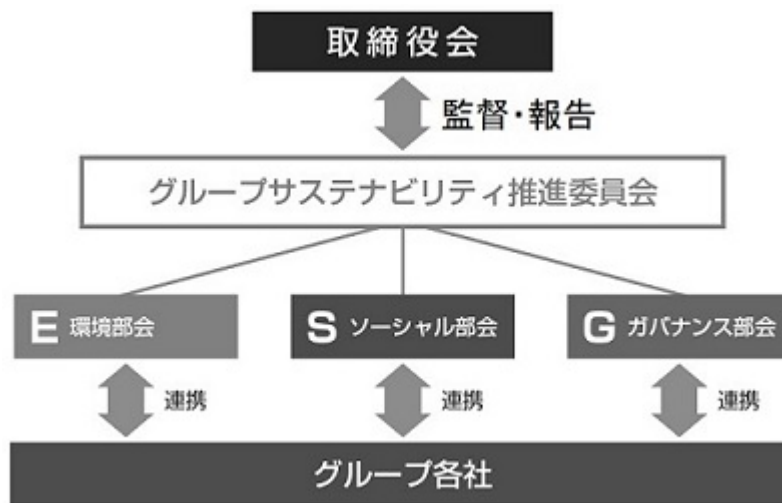 取締役会
監督・報告
グループサステナビリティ推進委員会
E 環境部会
S ソーシャル部会
G ガバナンス部会
連携
連携
連携
グループ各社